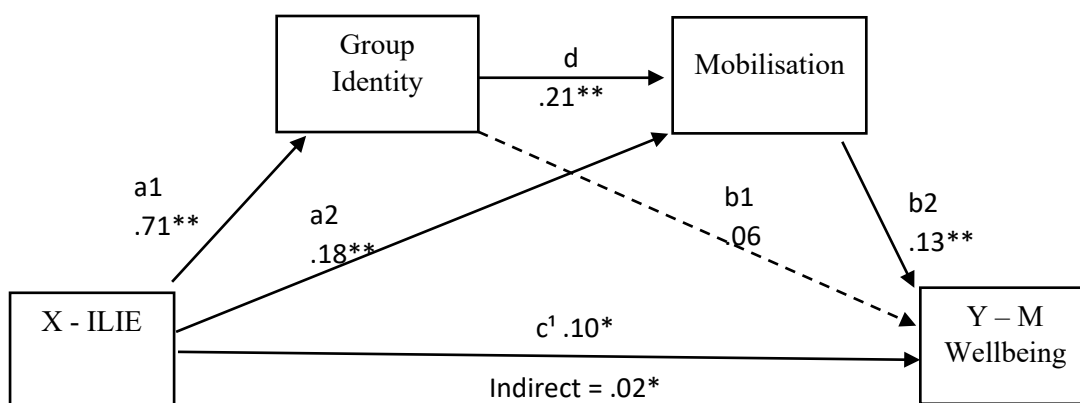 Group
Identity
d
.21**
Mobilisation
a1
.71**
a2
.18**
b1
.06
b2
.13**
X - ILIE
c¹ .10*
Indirect = .02*
Y – M
Wellbeing